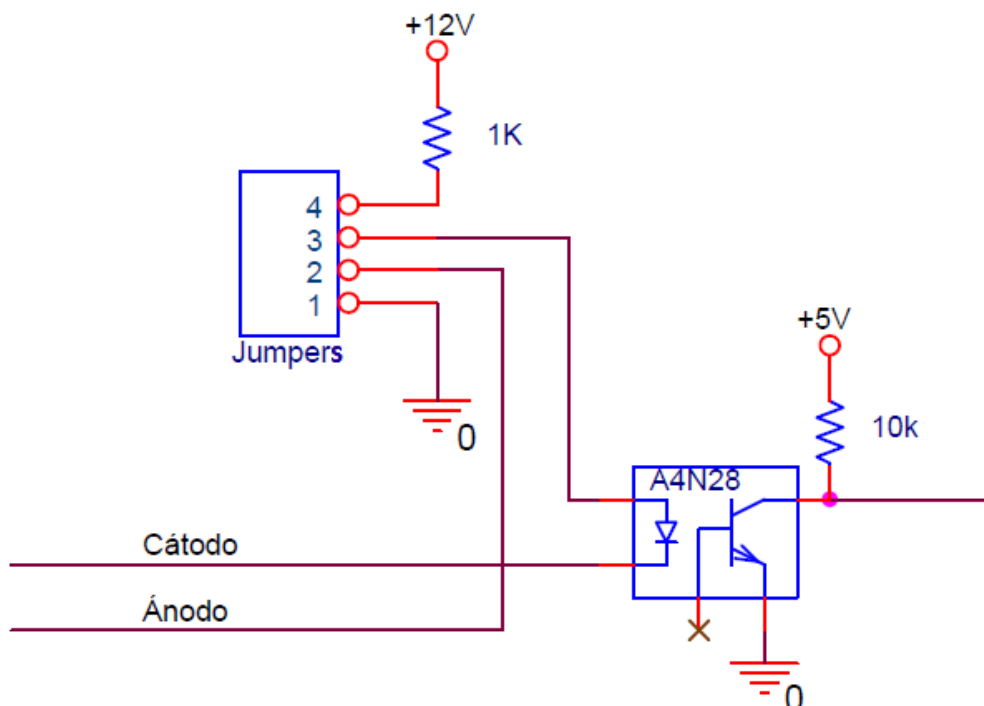 +12V
1K
4
3
2
1
Jumpers
0
+5V
10k
A4N28
Cátodo
Ánodo
0